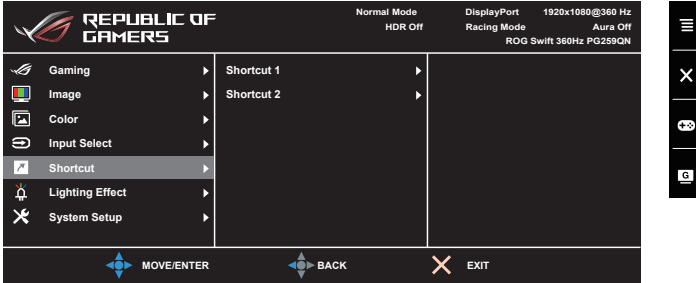 REPUBLIC OF
GAMERS
Normal Mode
HDR Off
DisplayPort 1920x1080@360 Hz
Racing Mode Aura Off
ROG Swift 360Hz PG259QN
Gaming
Image
Color
Input Select
Shortcut
Lighting Effect
System Setup
Shortcut 1
Shortcut 2
MOVE/ENTER
BACK
EXIT
G